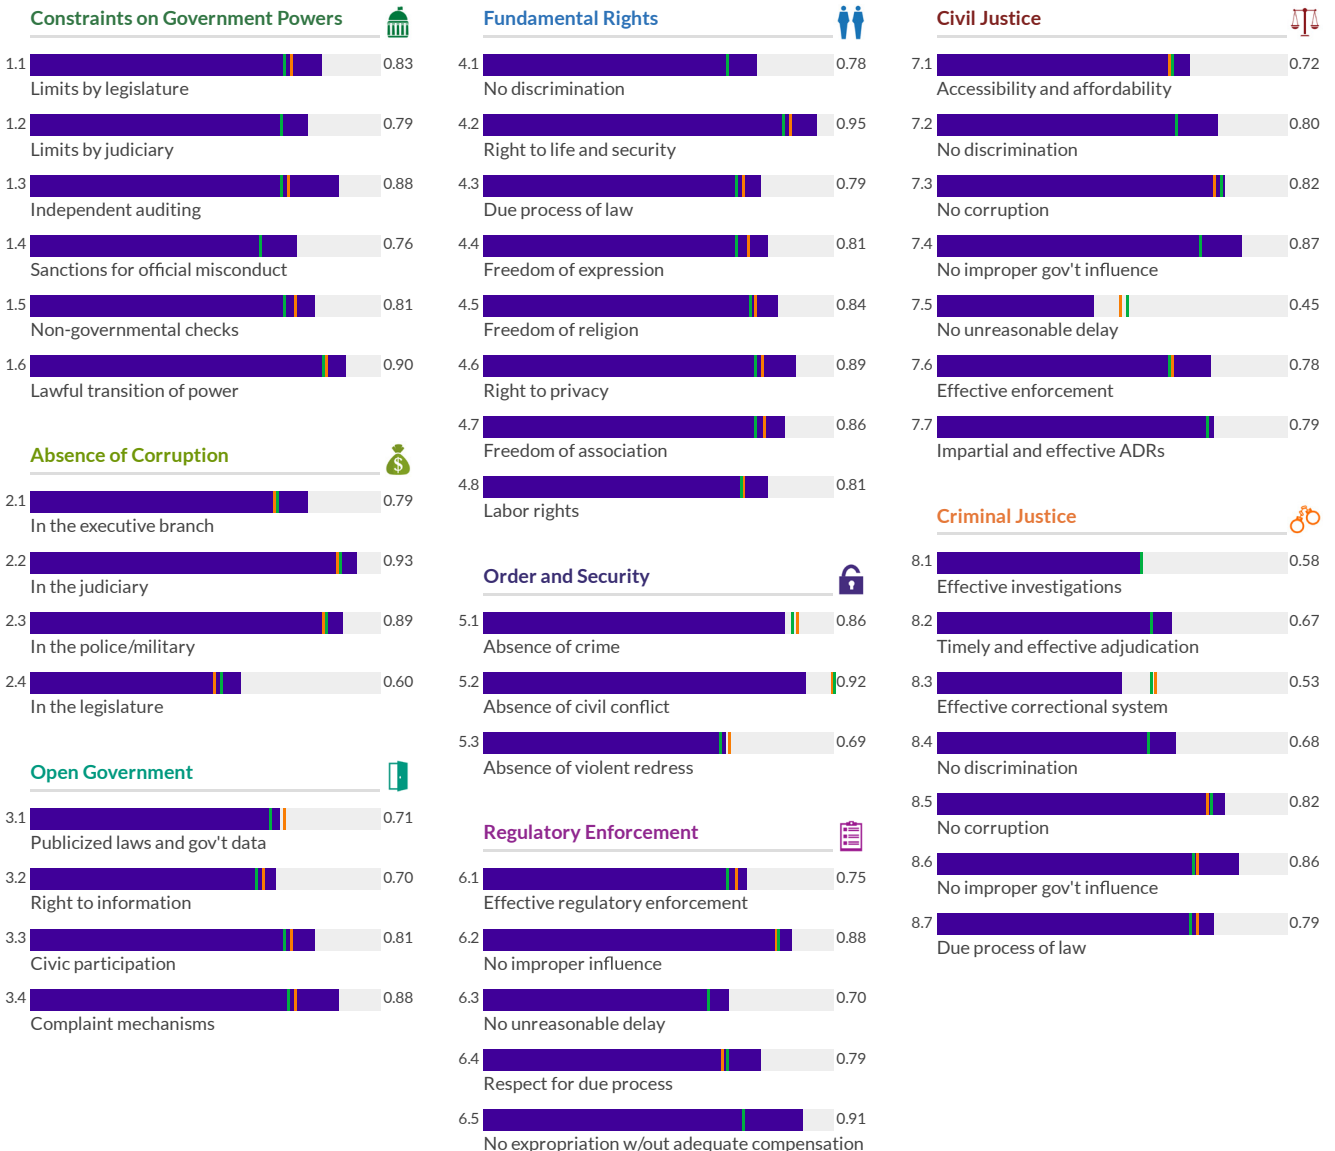 Constraints on Government Powers
1.1 0.83
Limits by legislature
1.2 0.79
Limits by judiciary
1.3 0.88
Independent auditing
1.4 0.76
Sanctions for official misconduct
1.5 0.81
Non-governmental checks
1.6 0.90
Lawful transition of power
Absence of Corruption
$
2.1 0.79
In the executive branch
2.2 0.93
In the judiciary
2.3 0.89
In the police/military
2.4 0.60
In the legislature
Open Government
3.1 0.71
Publicized laws and gov't data
3.2 0.70
Right to information
3.3 0.81
Civic participation
3.4 0.88
Complaint mechanisms
Fundamental Rights
4.1 0.78
No discrimination
4.2 0.95
Right to life and security
4.3 0.79
Due process of law
4.4 0.81
Freedom of expression
4.5 0.84
Freedom of religion
4.6 0.89
Right to privacy
4.7 0.86
Freedom of association
4.8 0.81
Labor rights
Order and Security
5.1 0.86
Absence of crime
5.2 0.92
Absence of civil conflict
5.3 0.69
Absence of violent redress
Regulatory Enforcement
6.1 0.75
Effective regulatory enforcement
6.2 0.88
No improper influence
6.3 0.70
No unreasonable delay
6.4 0.79
Respect for due process
6.5 0.91
No expropriation w/out adequate compensation
Civil Justice
7.1 0.72
Accessibility and affordability
7.2 0.80
No discrimination
7.3 0.82
No corruption
7.4 0.87
No improper gov't influence
7.5 0.45
No unreasonable delay
7.6 0.78
Effective enforcement
7.7 0.79
Impartial and effective ADRs
Criminal Justice
8.1 0.58
Effective investigations
8.2 0.67
Timely and effective adjudication
8.3 0.53
Effective correctional system
8.4 0.68
No discrimination
8.5 0.82
No corruption
8.6 0.86
No improper gov't influence
8.7 0.79
Due process of law